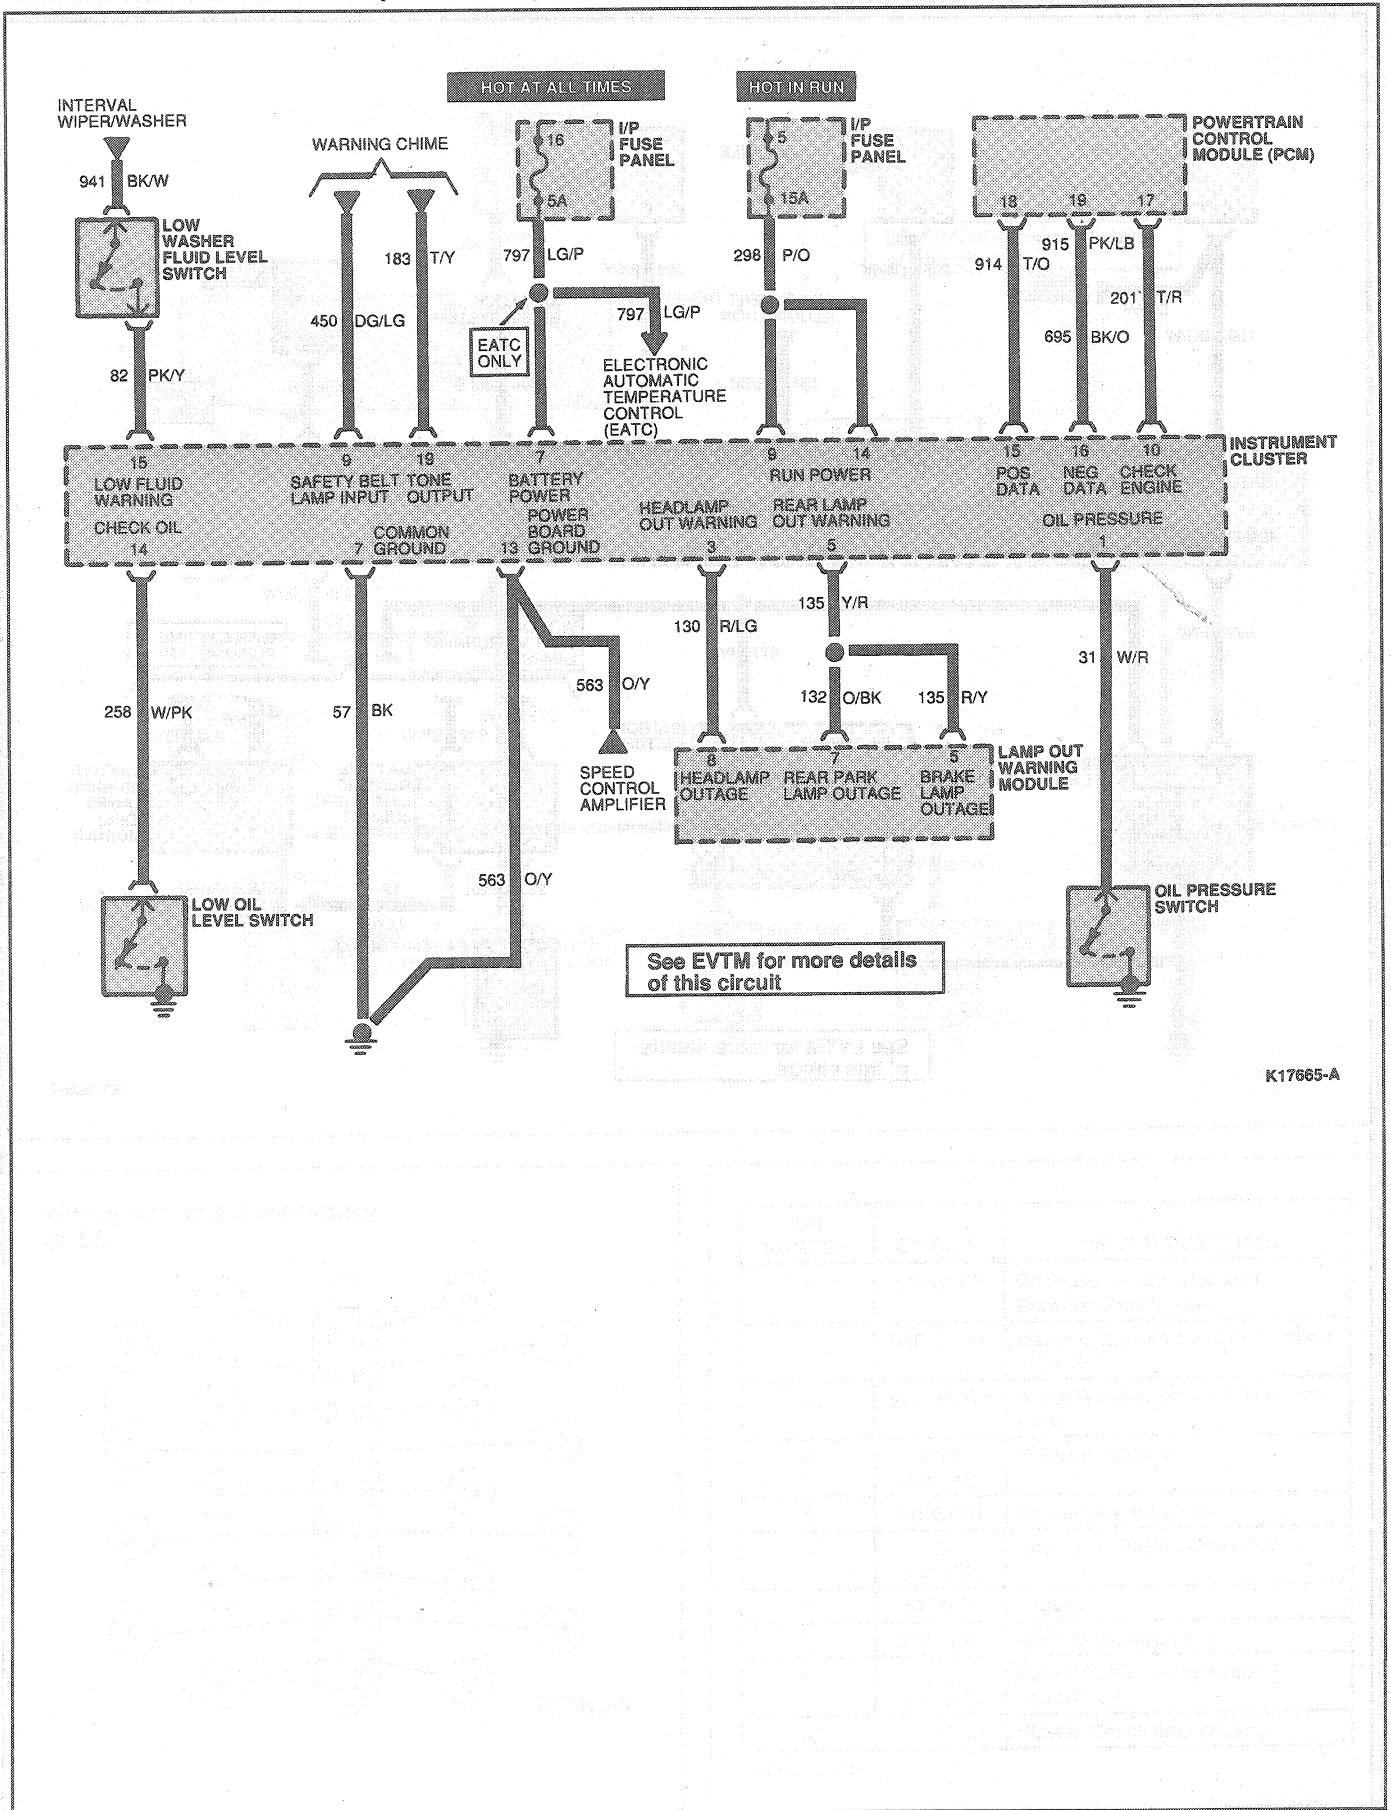 HOT AT ALL TIMES
HOT IN RUN
INTERVAL
WIPER/WASHER
941 BK/W
LOW
WASHER
FLUID LEVEL
SWITCH
82 PK/Y
WARNING CHIME
450 DG/LG
183 T/Y
16
5A
I/P
FUSE
PANEL
797 LG/P
EATC
ONLY
797 LG/P
ELECTRONIC
AUTOMATIC
TEMPERATURE
CONTROL
(EATC)
5
15A
I/P
FUSE
PANEL
298 P/O
POWERTRAIN
CONTROL
MODULE (PCM)
18 19 17
914 T/O
915 PK/LB
695 BK/O
201 T/R
INSTRUMENT
CLUSTER
15
LOW FLUID
WARNING
CHECK OIL
14
9
SAFETY BELT
LAMP INPUT
19
TONE
OUTPUT
7
BATTERY
POWER
7 COMMON
GROUND
13 POWER
BOARD
GROUND
9 14
RUN POWER
HEADLAMP
OUT WARNING
3
REAR LAMP
OUT WARNING
5
15
POS
DATA
16
NEG
DATA
10
CHECK
ENGINE
OIL PRESSURE
1
258 W/PK
LOW OIL
LEVEL SWITCH
57 BK
563 O/Y
SPEED
CONTROL
AMPLIFIER
563 O/Y
130 R/LG
135 Y/R
132 O/BK
135 R/Y
8
HEADLAMP
OUTAGE
7
REAR PARK
LAMP OUTAGE
5
BRAKE
LAMP
OUTAGE
LAMP OUT
WARNING
MODULE
31 W/R
OIL PRESSURE
SWITCH
See EVTM for more details
of this circuit
K17665-A